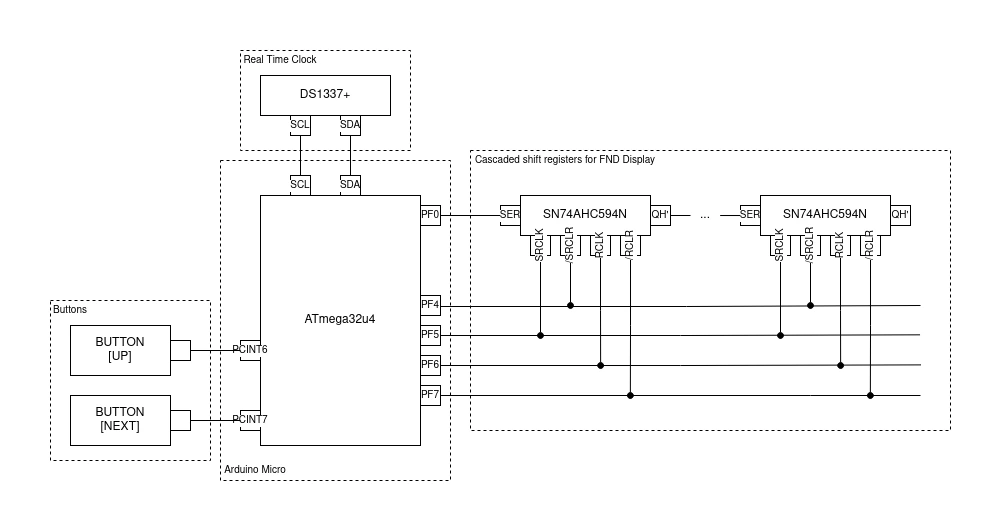 Real Time Clock
DS1337+
SCL
SDA
SCL
SDA
Cascaded shift registers for FND Display
PF0
SER
SN74AHC594N
QH'
...
SER
SN74AHC594N
QH'
SRCLK
/SRCLR
RCLK
/RCLR
SRCLK
/SRCLR
RCLK
/RCLR
ATmega32u4
PF4
PF5
PF6
PF7
Buttons
BUTTON
[UP]
PCINT6
BUTTON
[NEXT]
PCINT7
Arduino Micro